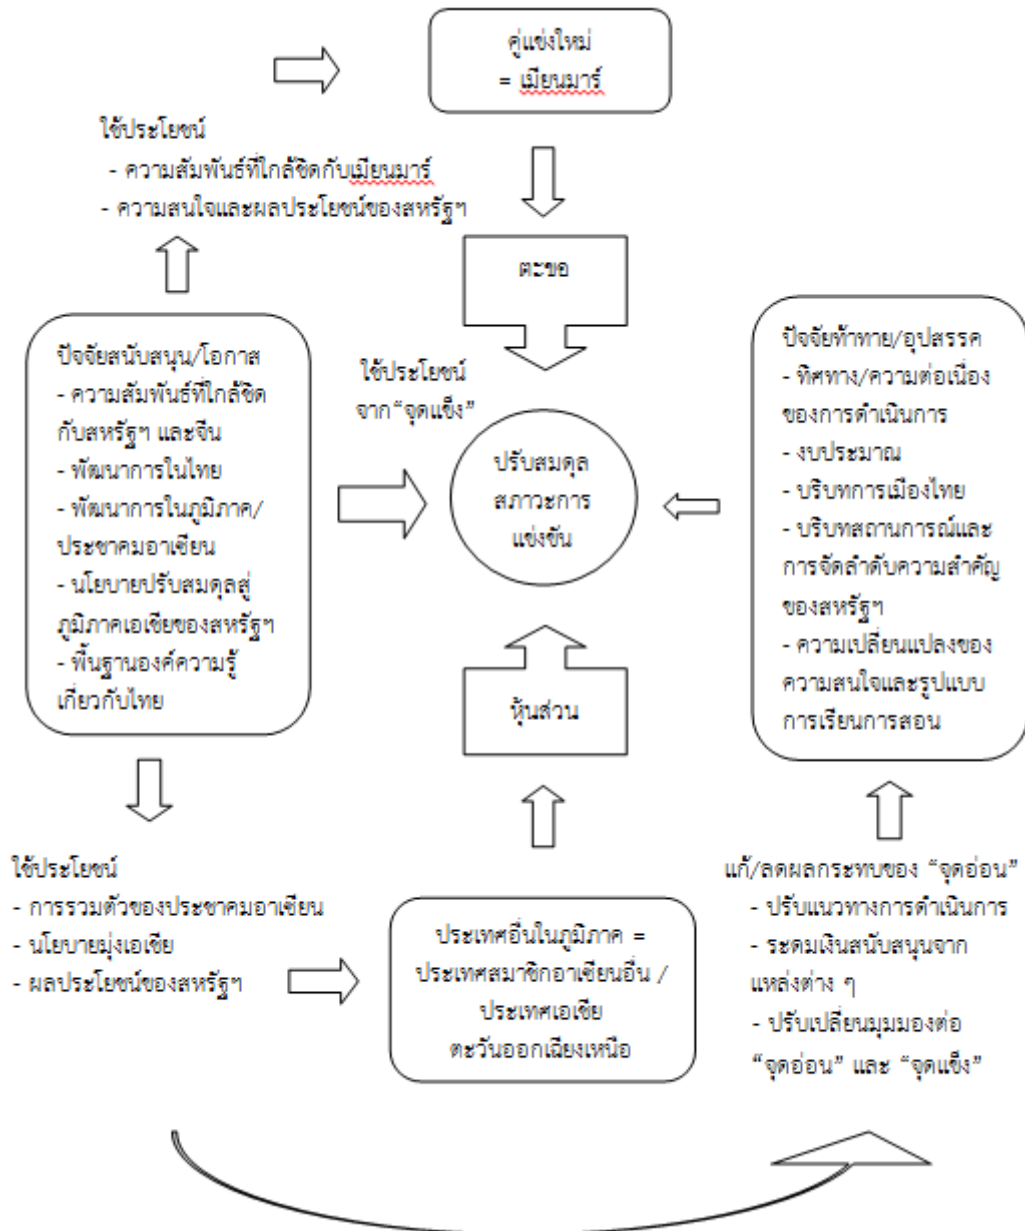 คู่แข่งใหม่
= เมียนมาร์
ใช้ประโยชน์
- ความสัมพันธ์ที่ใกล้ชิดกับเมียนมาร์
- ความสนใจและผลประโยชน์ของสหรัฐฯ
ตะขอ
ปัจจัยสนับสนุน/โอกาส
- ความสัมพันธ์ที่ใกล้ชิด
กับสหรัฐฯ และจีน
- พัฒนาการในไทย
- พัฒนาการในภูมิภาค/
ประชาคมอาเซียน
- นโยบายปรับสมดุลสู่
ภูมิภาคเอเชียของสหรัฐฯ
- พื้นฐานองค์ความรู้
เกี่ยวกับไทย
ใช้ประโยชน์
จาก“จุดแข็ง”
ปรับสมดุล
สภาวะการ
แข่งขัน
ปัจจัยท้าทาย/อุปสรรค
- ทิศทาง/ความต่อเนื่อง
ของการดำเนินการ
- งบประมาณ
- บริบทการเมืองไทย
- บริบทสถานการณ์และ
การจัดลำดับความสำคัญ
ของสหรัฐฯ
- ความเปลี่ยนแปลงของ
ความสนใจและรูปแบบ
การเรียนการสอน
หุ้นส่วน
ใช้ประโยชน์
- การรวมตัวของประชาคมอาเซียน
- นโยบายมุ่งเอเชีย
- ผลประโยชน์ของสหรัฐฯ
ประเทศอื่นในภูมิภาค =
ประเทศสมาชิกอาเซียนอื่น /
ประเทศเอเชีย
ตะวันออกเฉียงเหนือ
แก้/ลดผลกระทบของ “จุดอ่อน”
- ปรับแนวทางการดำเนินการ
- ระดมเงินสนับสนุนจาก
แหล่งต่าง ๆ
- ปรับเปลี่ยนมุมมองต่อ
“จุดอ่อน” และ “จุดแข็ง”